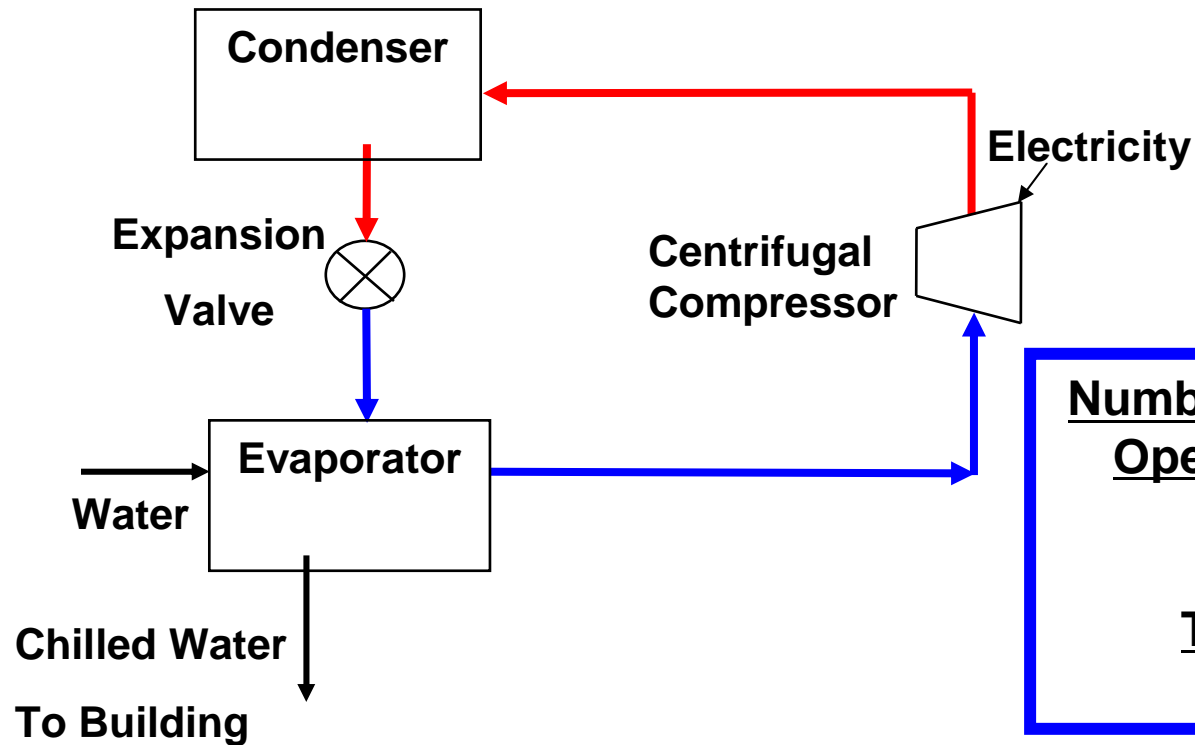 Condenser
Electricity
Expansion
Valve
Centrifugal
Compressor
Evaporator
Water
Chilled Water
To Building